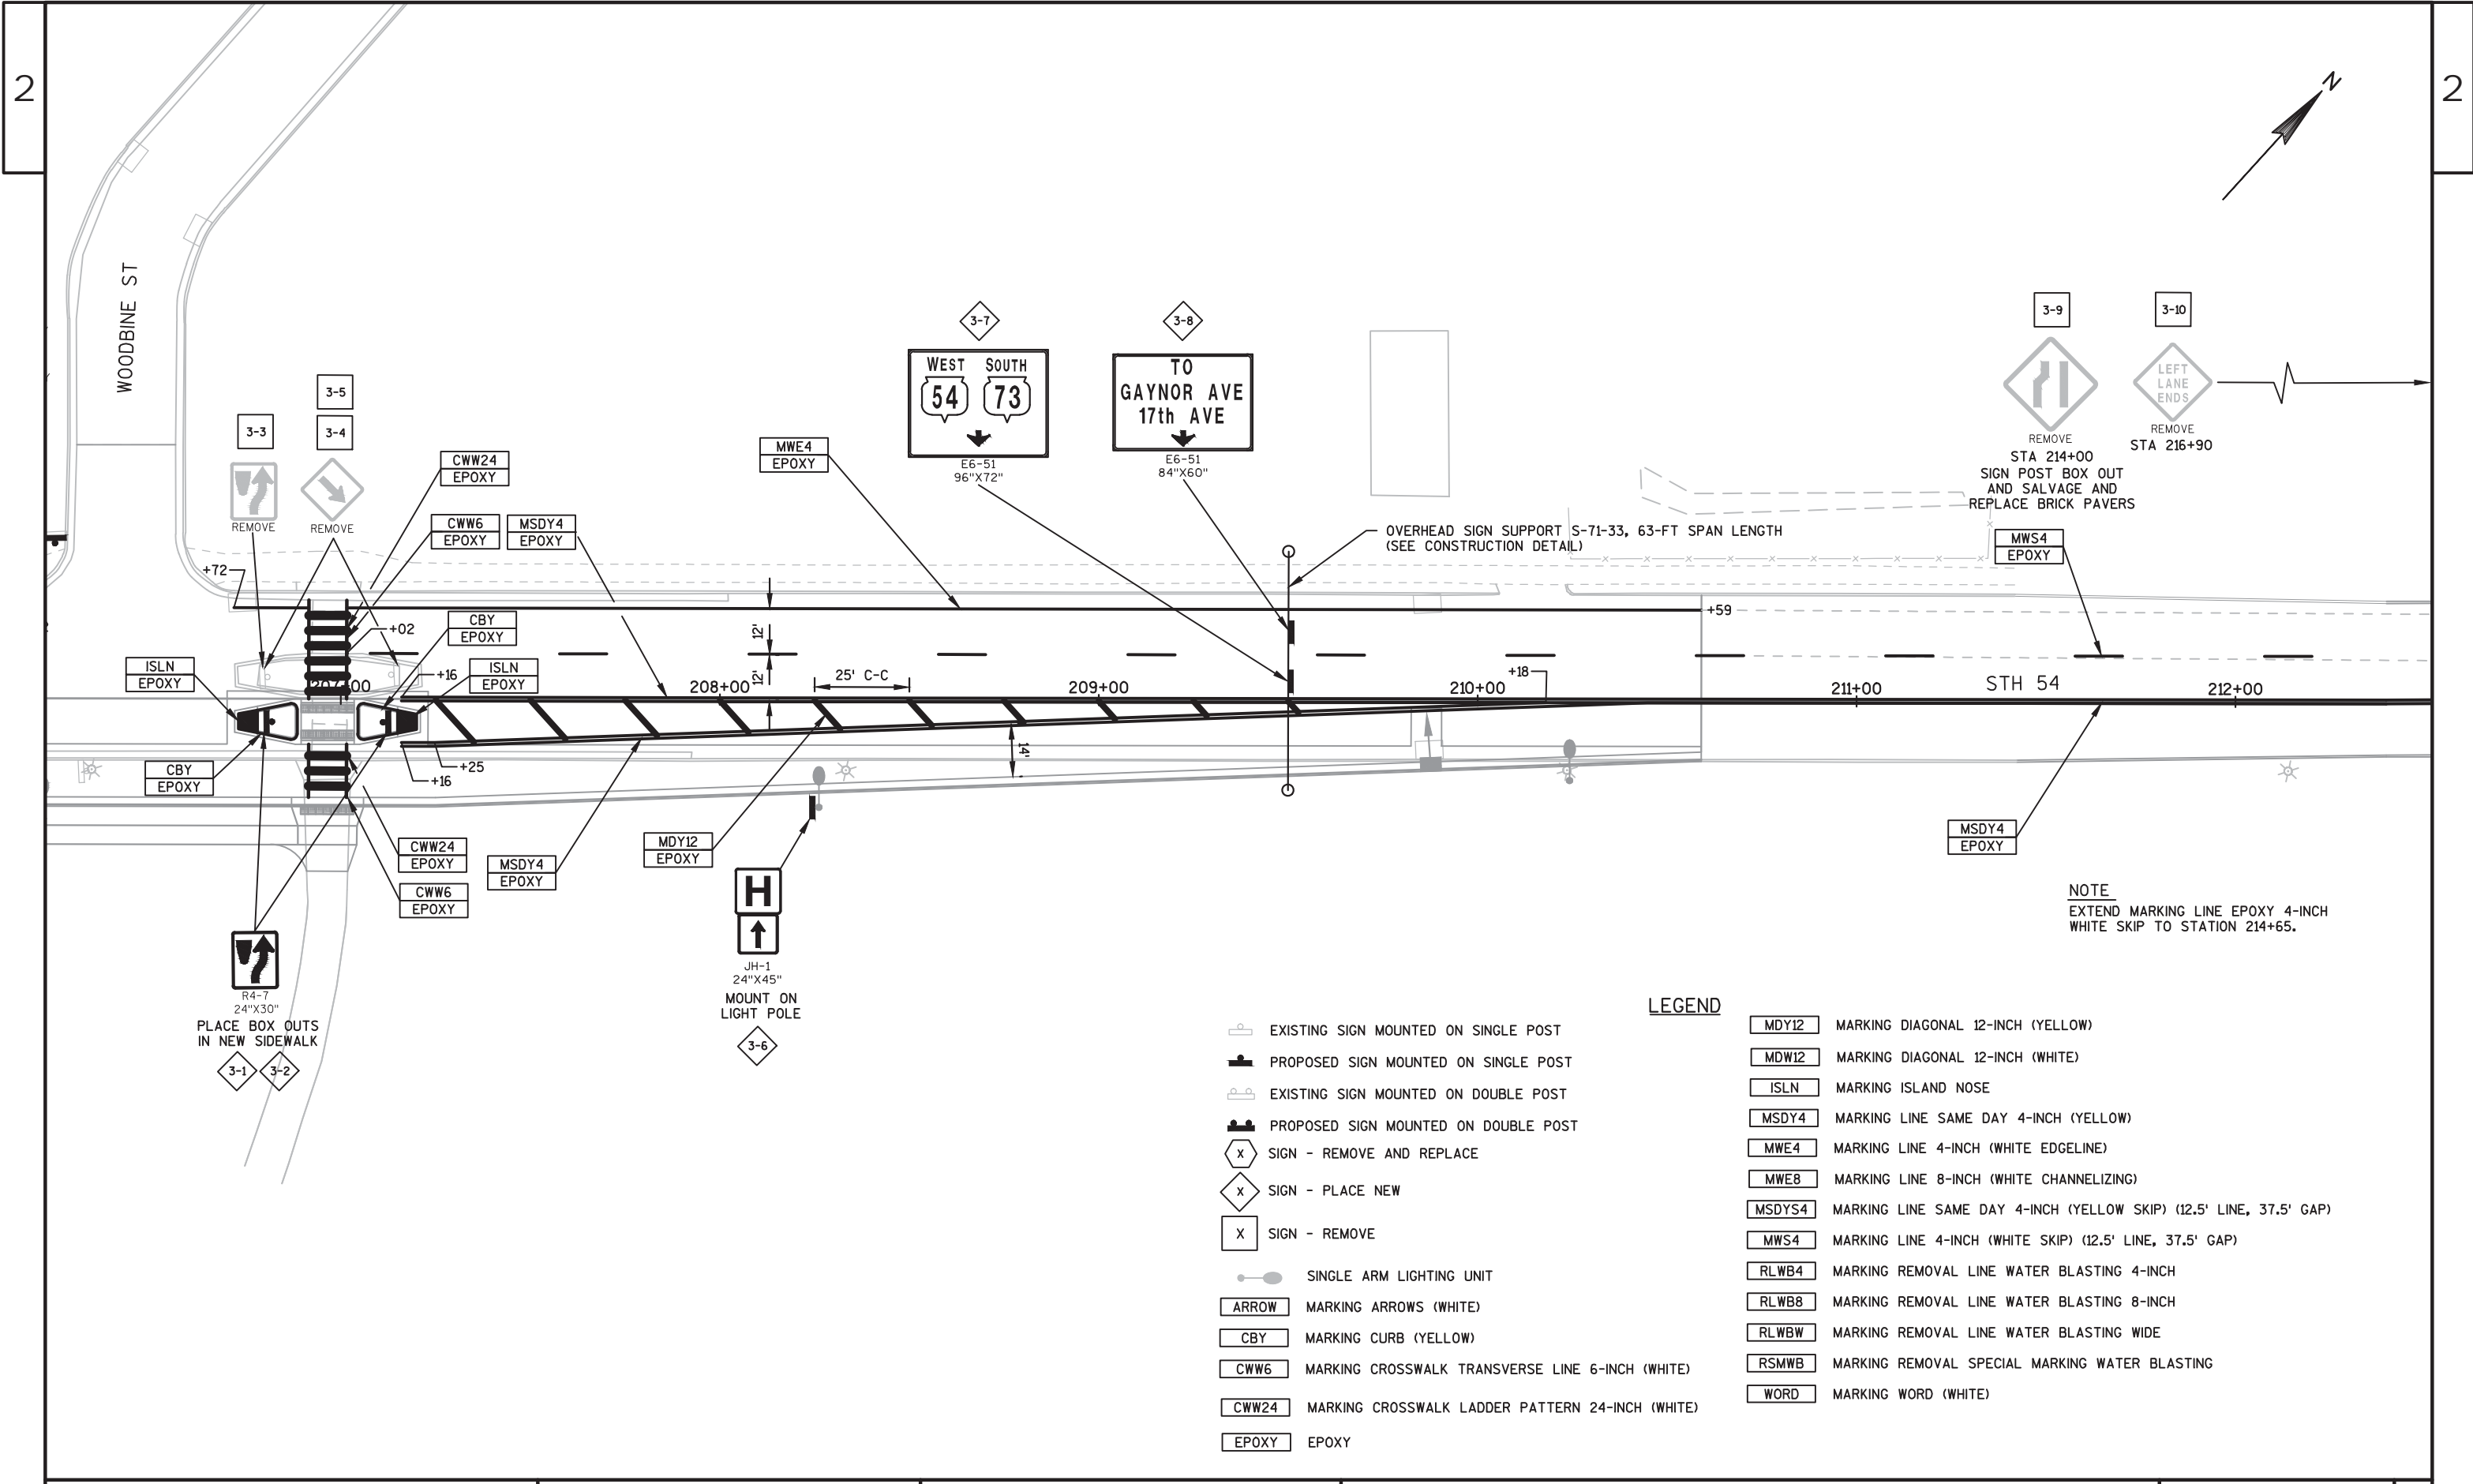 2
2
N
WOODBINE ST
3-7
3-8
WEST SOUTH
54 73
E6-51
96"X72"
TO
GAYNOR AVE
17th AVE
E6-51
84"X60"
3-9
3-10
LEFT
LANE
ENDS
REMOVE
STA 214+00
SIGN POST BOX OUT
AND SALVAGE AND
REPLACE BRICK PAVERS
REMOVE
STA 216+90
3-5
3-3
3-4
REMOVE
REMOVE
CWW24
EPOXY
MWE4
EPOXY
CWW6
EPOXY
MSDY4
EPOXY
OVERHEAD SIGN SUPPORT S-71-33, 63-FT SPAN LENGTH
(SEE CONSTRUCTION DETAIL)
MWS4
EPOXY
+72
+02
CBY
EPOXY
12'
12'
+59
ISLN
EPOXY
+16
ISLN
EPOXY
25' C-C
+18
207+00
208+00
209+00
210+00
211+00
STH 54
212+00
14'
+25
+16
CBY
EPOXY
CWW24
EPOXY
MSDY4
EPOXY
MDY12
EPOXY
MSDY4
EPOXY
CWW6
EPOXY
H
JH-1
24"X45"
MOUNT ON
LIGHT POLE
3-6
R4-7
24"X30"
PLACE BOX OUTS
IN NEW SIDEWALK
3-1
3-2
NOTE
EXTEND MARKING LINE EPOXY 4-INCH
WHITE SKIP TO STATION 214+65.
LEGEND
EXISTING SIGN MOUNTED ON SINGLE POST
PROPOSED SIGN MOUNTED ON SINGLE POST
EXISTING SIGN MOUNTED ON DOUBLE POST
PROPOSED SIGN MOUNTED ON DOUBLE POST
X SIGN - REMOVE AND REPLACE
X SIGN - PLACE NEW
X SIGN - REMOVE
SINGLE ARM LIGHTING UNIT
ARROW MARKING ARROWS (WHITE)
CBY MARKING CURB (YELLOW)
CWW6 MARKING CROSSWALK TRANSVERSE LINE 6-INCH (WHITE)
CWW24 MARKING CROSSWALK LADDER PATTERN 24-INCH (WHITE)
EPOXY EPOXY
MDY12 MARKING DIAGONAL 12-INCH (YELLOW)
MDW12 MARKING DIAGONAL 12-INCH (WHITE)
ISLN MARKING ISLAND NOSE
MSDY4 MARKING LINE SAME DAY 4-INCH (YELLOW)
MWE4 MARKING LINE 4-INCH (WHITE EDGELINE)
MWE8 MARKING LINE 8-INCH (WHITE CHANNELIZING)
MSDYS4 MARKING LINE SAME DAY 4-INCH (YELLOW SKIP) (12.5' LINE, 37.5' GAP)
MWS4 MARKING LINE 4-INCH (WHITE SKIP) (12.5' LINE, 37.5' GAP)
RLWB4 MARKING REMOVAL LINE WATER BLASTING 4-INCH
RLWB8 MARKING REMOVAL LINE WATER BLASTING 8-INCH
RLWBW MARKING REMOVAL LINE WATER BLASTING WIDE
RSMWB MARKING REMOVAL SPECIAL MARKING WATER BLASTING
WORD MARKING WORD (WHITE)